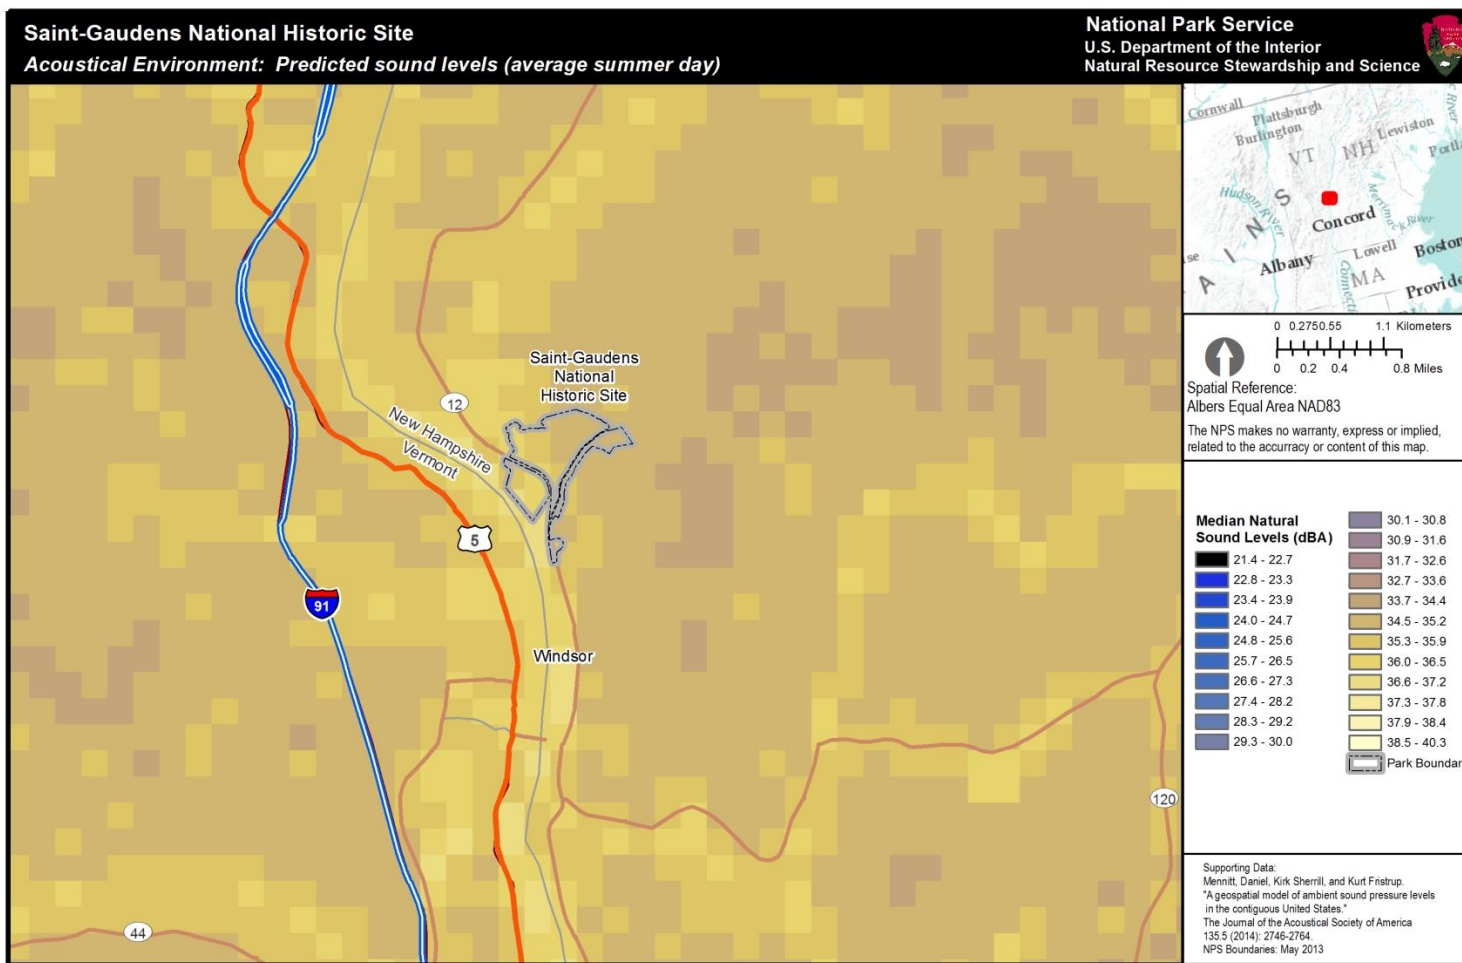 Saint-Gaudens National Historic Site
Acoustical Environment: Predicted sound levels (average summer day)
National Park Service
U.S. Department of the Interior
Natural Resource Stewardship and Science
Saint-Gaudens
National
Historic Site
12
New Hampshire
Vermont
5
91
Windsor
120
44
Cornwall
Plattsburgh
Burlington
Lewiston
VT
NH
Hudson River
Merrimack River
A I N S
Concord
Albany
Lowell
Boston
MA
Connecti
Provide
0 0.2750.55 1.1 Kilometers
0 0.2 0.4 0.8 Miles
Spatial Reference:
Albers Equal Area NAD83
The NPS makes no warranty, express or implied,
related to the accurracy or content of this map.
Median Natural
Sound Levels (dBA)
21.4 - 22.7
22.8 - 23.3
23.4 - 23.9
24.0 - 24.7
24.8 - 25.6
25.7 - 26.5
26.6 - 27.3
27.4 - 28.2
28.3 - 29.2
29.3 - 30.0
30.1 - 30.8
30.9 - 31.6
31.7 - 32.6
32.7 - 33.6
33.7 - 34.4
34.5 - 35.2
35.3 - 35.9
36.0 - 36.5
36.6 - 37.2
37.3 - 37.8
37.9 - 38.4
38.5 - 40.3
Park Boundar
Supporting Data:
Mennitt, Daniel, Kirk Sherrill, and Kurt Fristrup.
"A geospatial model of ambient sound pressure levels
in the contiguous United States."
The Journal of the Acoustical Society of America
135.5 (2014): 2746-2764.
NPS Boundaries: May 2013